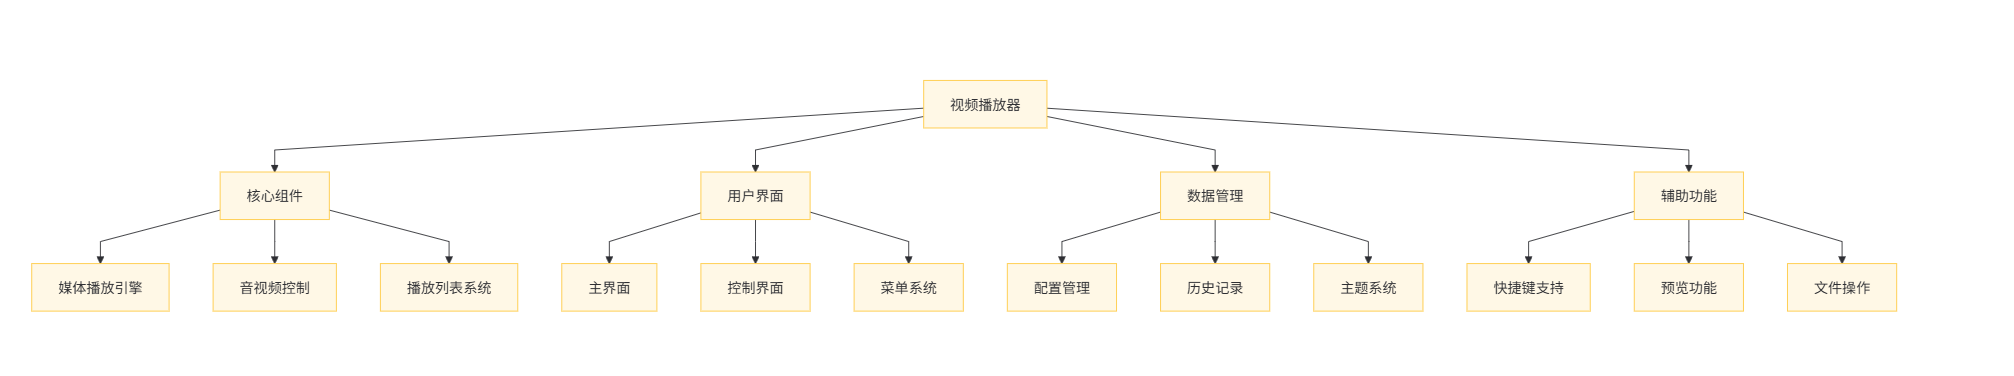 视频播放器
核心组件
用户界面
数据管理
辅助功能
媒体播放引擎
音视频控制
播放列表系统
主界面
控制界面
菜单系统
配置管理
历史记录
主题系统
快捷键支持
预览功能
文件操作